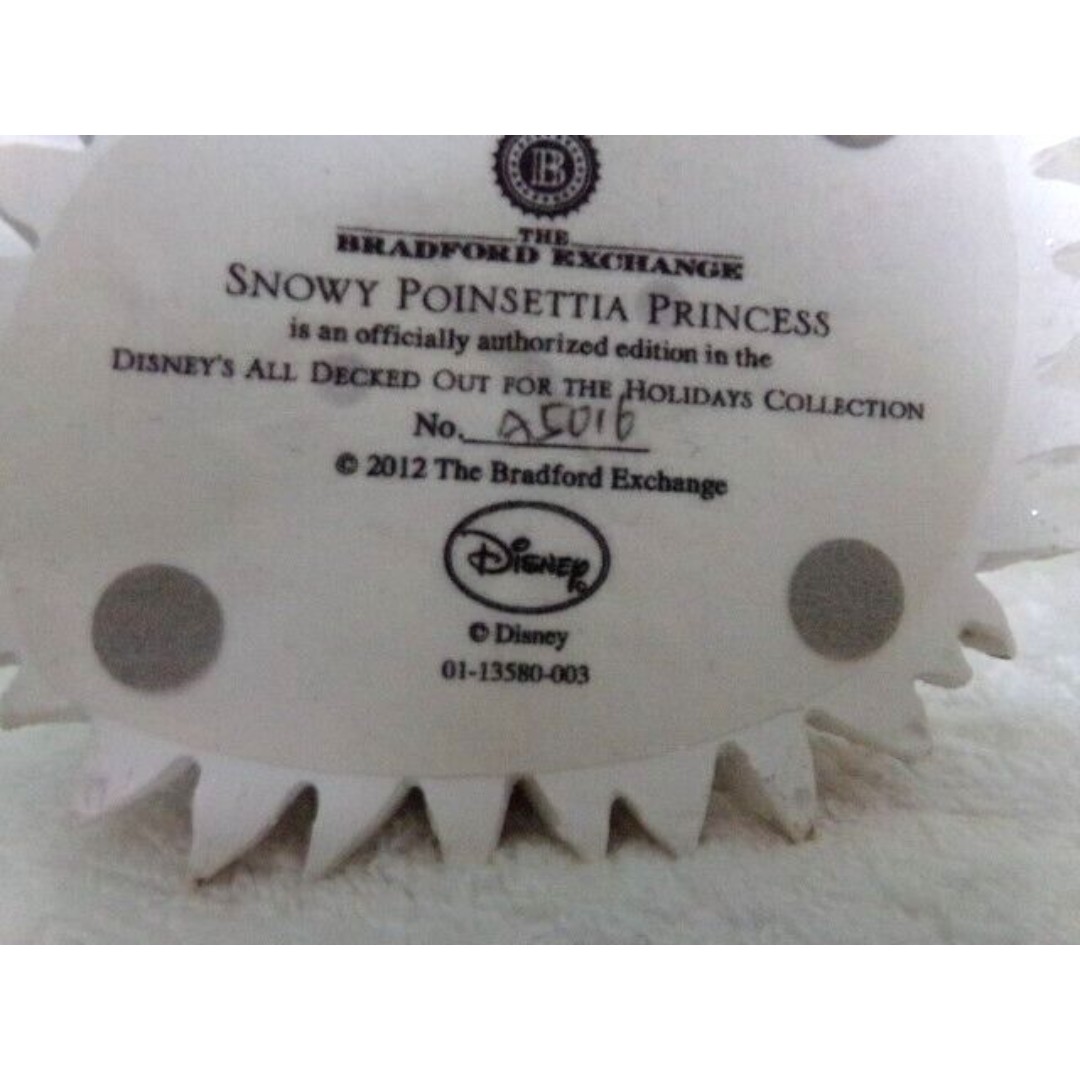 B
THE
BRADFORD EXCHANGE
SNOWY POINSETTIA PRINCESS
is an officially authorized edition in the
DISNEY'S ALL DECKED OUT FOR THE HOLIDAYS COLLECTION
No. a5016
© 2012 The Bradford Exchange
Disney
© Disney
01-13580-003